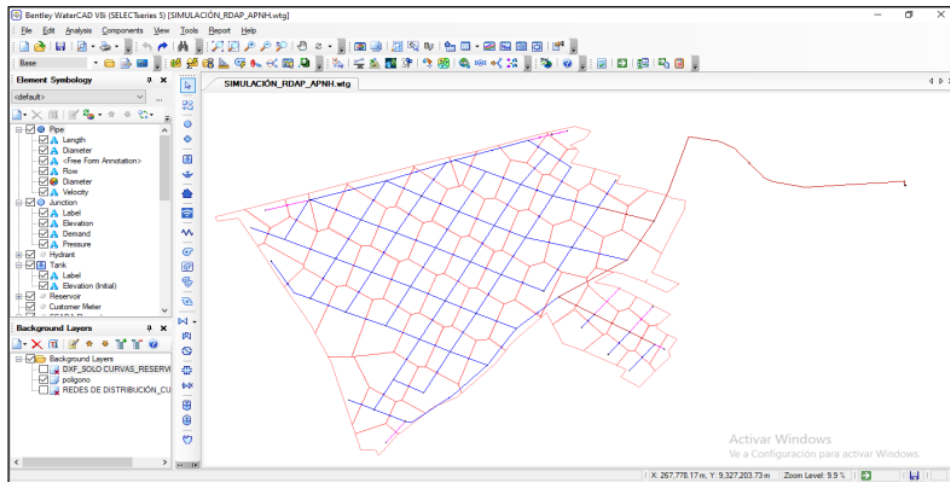 Bentley WaterCAD V8i (SELECTseries 5) [SIMULACIÓN_RDAP_APNH.wtg]
File Edit Analysis Components View Tools Report Help
Base
Element Symbology
<default>
Pipe
Length
Diameter
<Free Form Annotation>
Flow
Diameter
Velocity
Junction
Label
Elevation
Demand
Pressure
Hydrant
Tank
Label
Elevation (Initial)
Reservoir
Customer Meter
Background Layers
Background Layers
DXF_SOLO CURVAS_RESERV
poligono
REDES DE DISTRIBUCIÓN_CU
SIMULACIÓN_RDAP_APNH.wtg
Activar Windows
Ve a Configuración para activar Windows.
X: 267,778.17 m, Y: 9,327,203.73 m Zoom Level: 9.9 %